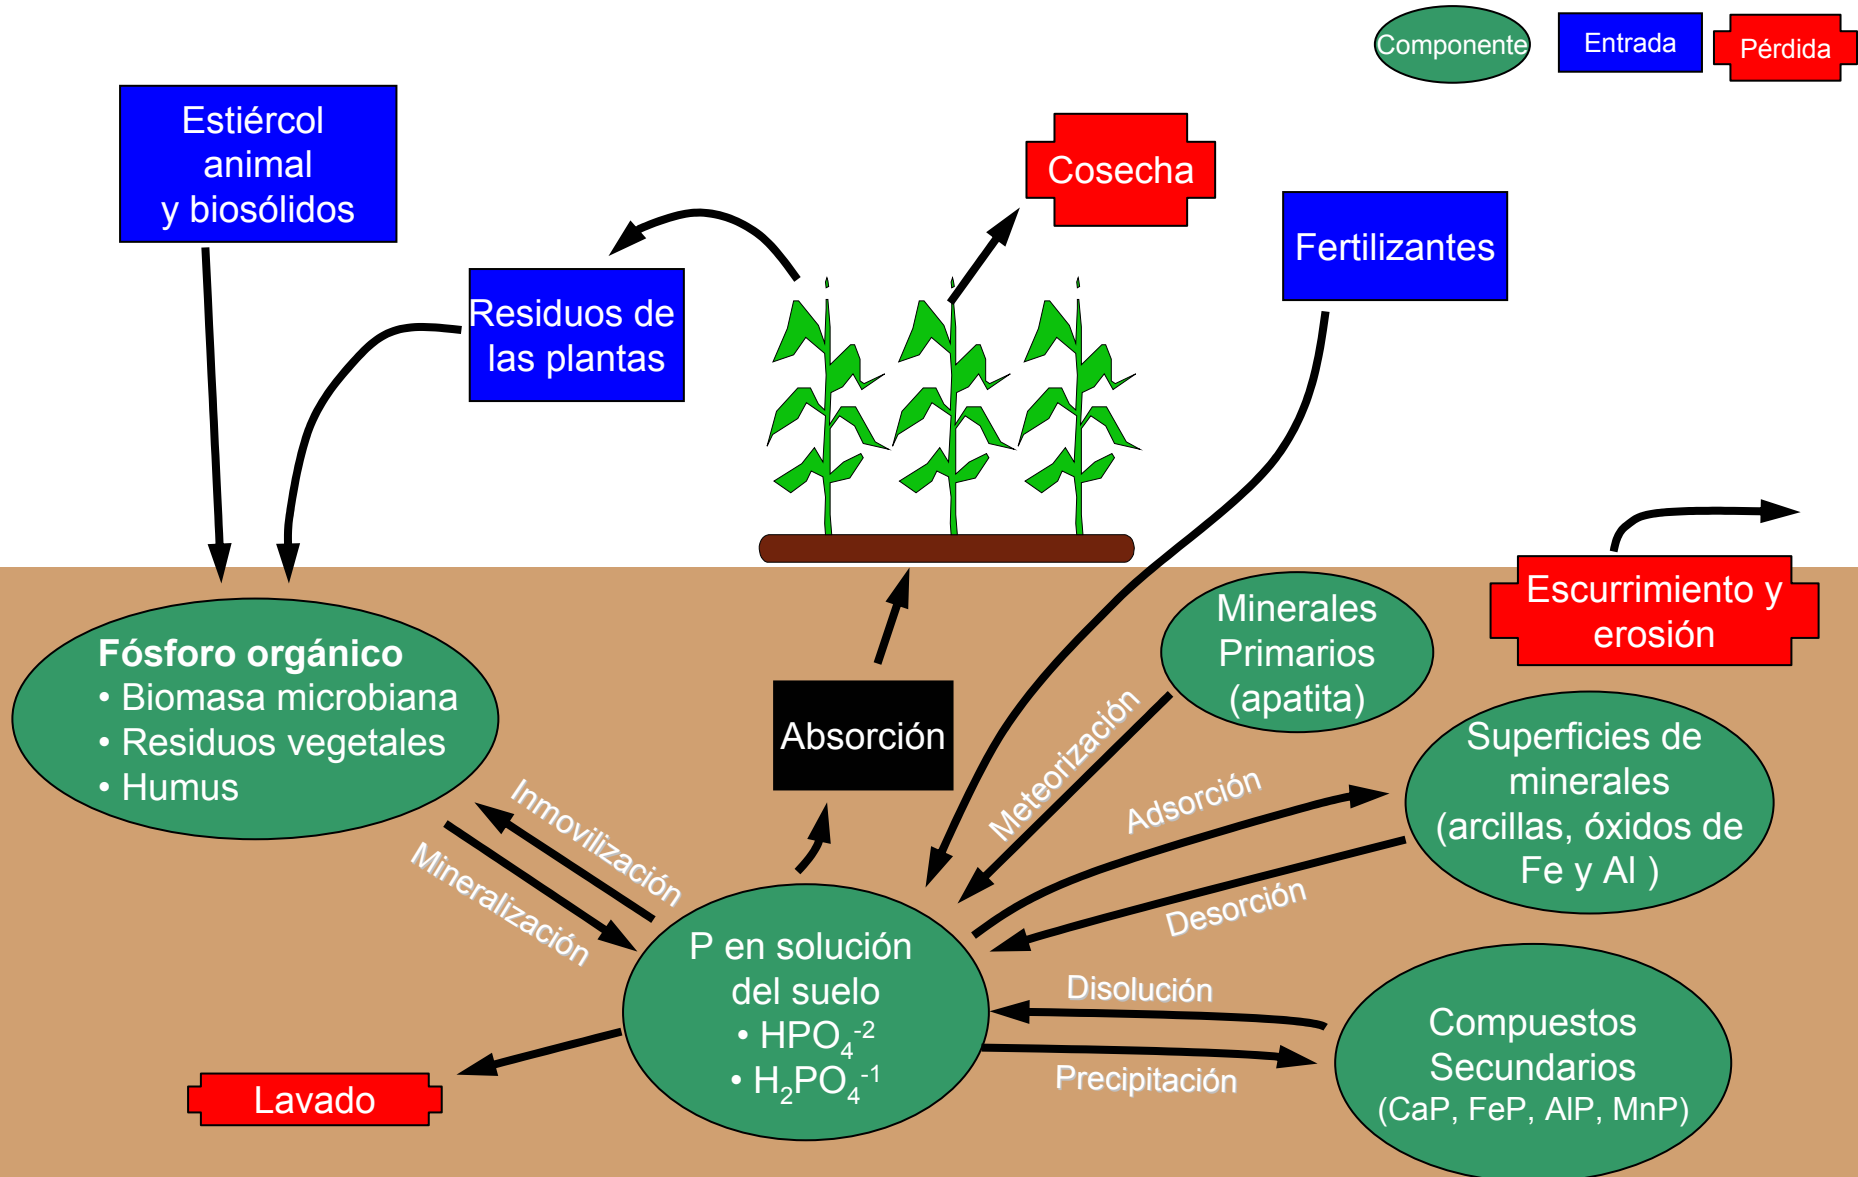 Componente
Entrada
Pérdida
Estiércol
animal
y biosólidos
Cosecha
Fertilizantes
Residuos de
las plantas
Escurrimiento y
erosión
Minerales
Primarios
(apatita)
Fósforo orgánico
• Biomasa microbiana
• Residuos vegetales
• Humus
Absorción
Meteorización
Superficies de
minerales
(arcillas, óxidos de
Fe y Al )
Adsorción
Desorción
Inmovilización
Mineralización
P en solución
del suelo
• HPO₄⁻²
• H₂PO₄⁻¹
Disolución
Precipitación
Compuestos
Secundarios
(CaP, FeP, AlP, MnP)
Lavado